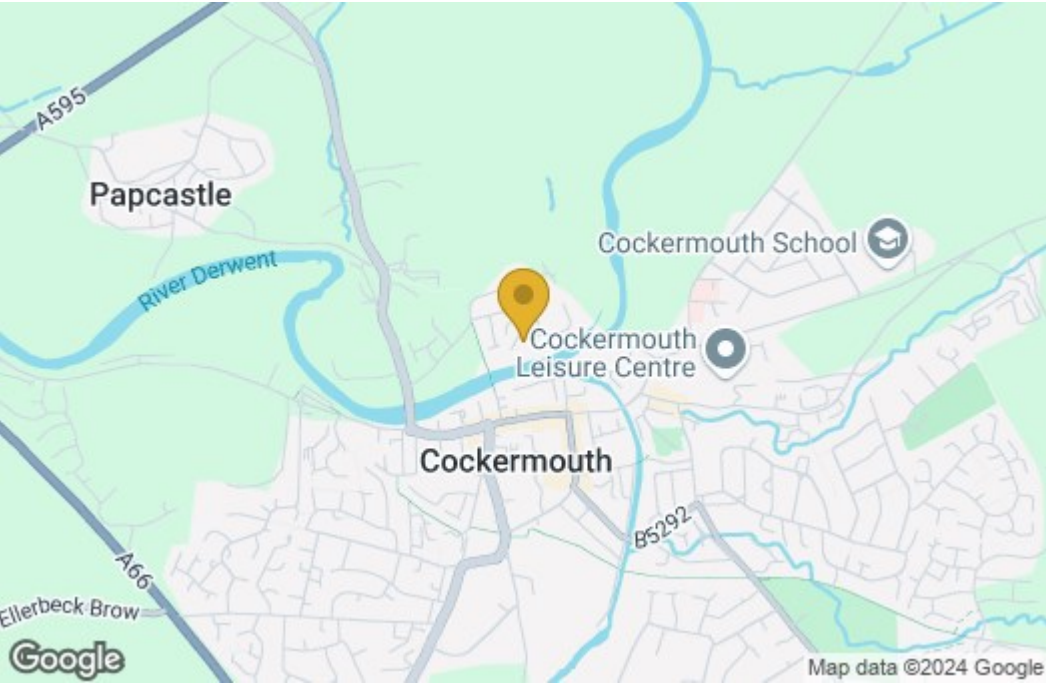 A595
Papcastle
River Derwent
Cockermouth School
Cockermouth
Leisure Centre
Cockermouth
B5292
A66
Ellerbeck Brow
Google
Map data ©2024 Google